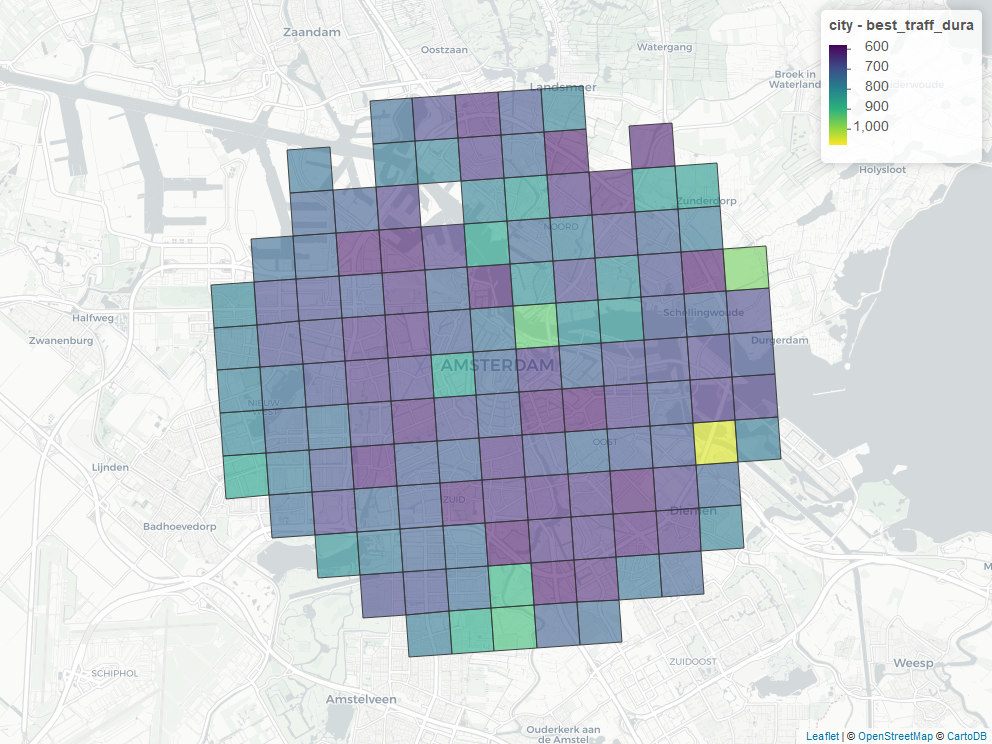 city - best_traff_dura
600
700
800
900
1,000
Zaandam
Oostzaan
Watergang
Broek in
Waterland
Landsmeer
Holysloot
Zunderdorp
NOORD
Halfweg
Zwanenburg
Schellingwoude
Durgerdam
AMSTERDAM
NIEUW
WEST
OOST
Lijnden
ZUID
Diemen
Badhoevedorp
SCHIPHOL
ZUIDOOST
Weesp
Amstelveen
Ouderkerk aan
de Amstel
Leaflet | © OpenStreetMap © CartoDB